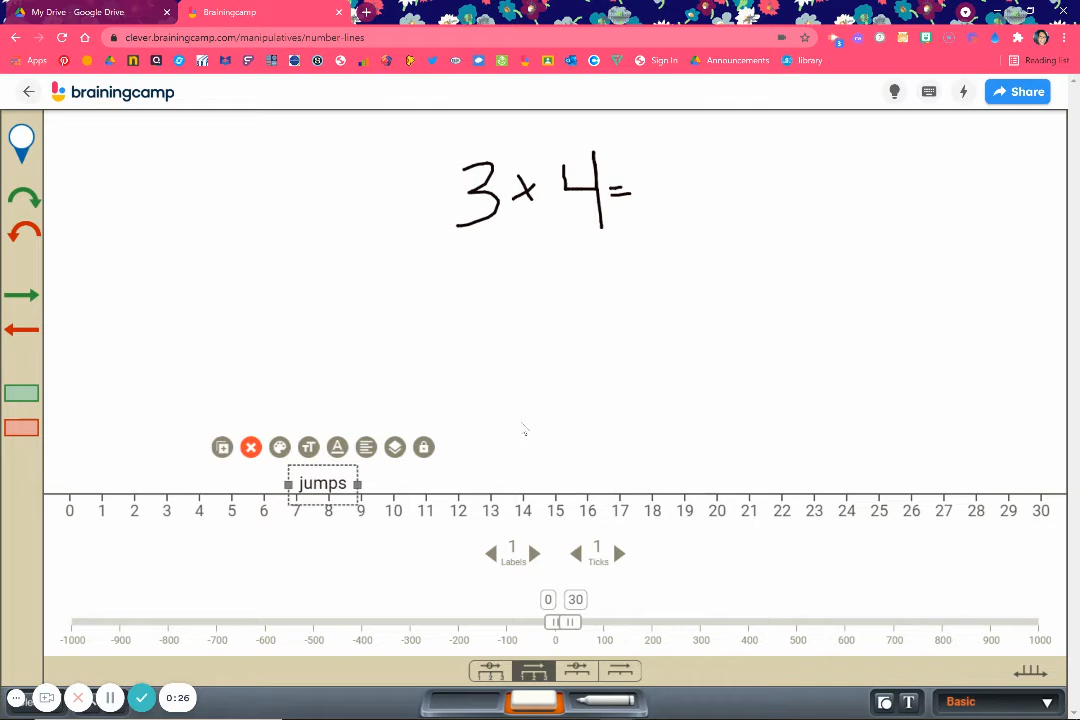 My Drive - Google Drive
Brainingcamp
clever.brainingcamp.com/manipulatives/number-lines
Apps
Sign In
Announcements
library
Reading list
brainingcamp
Share
3 x 4 =
jumps
0 1 2 3 4 5 6 7 8 9 10 11 12 13 14 15 16 17 18 19 20 21 22 23 24 25 26 27 28 29 30
1 1
Labels Ticks
0 30
-1000 -900 -800 -700 -600 -500 -400 -300 -200 -100 0 100 200 300 400 500 600 700 800 900 1000
0:26
T
Basic